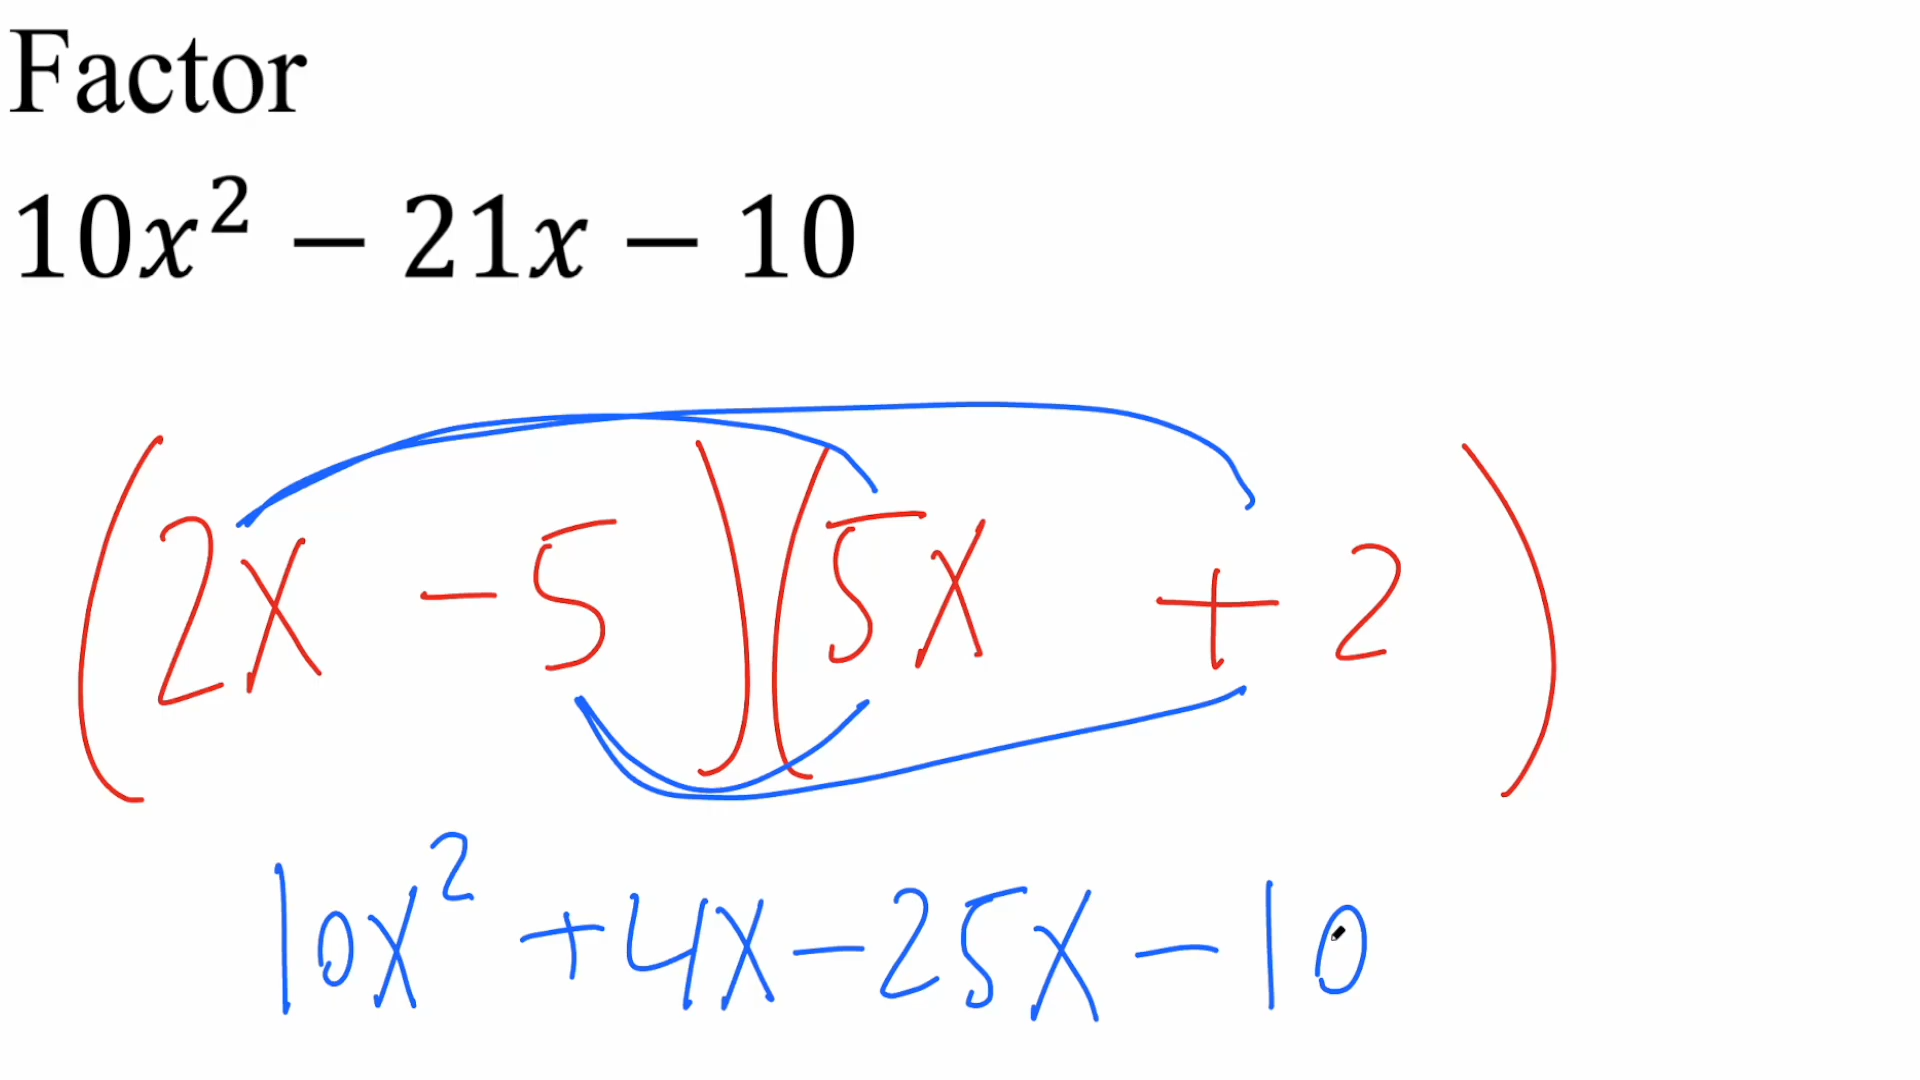 Factor
10x² − 21x − 10
(2x - 5)(5x + 2)
10x² + 4x - 25x - 10